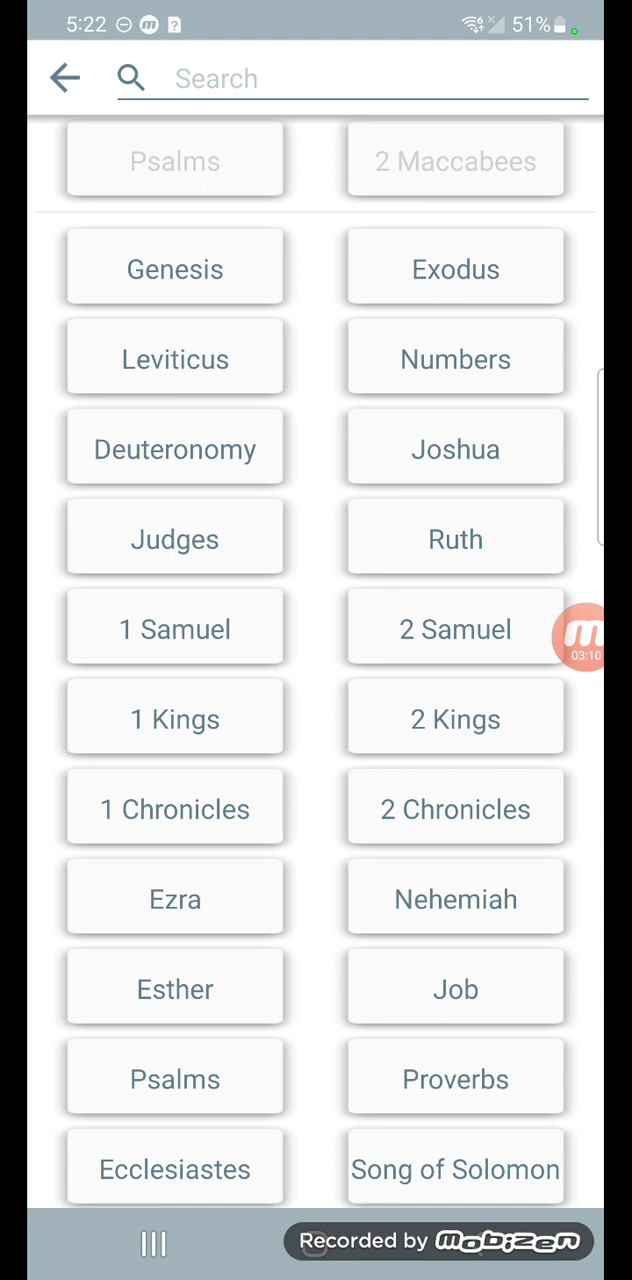 5:22 51%
Search
Psalms 2 Maccabees
Genesis Exodus
Leviticus Numbers
Deuteronomy Joshua
Judges Ruth
1 Samuel 2 Samuel
03:10
1 Kings 2 Kings
1 Chronicles 2 Chronicles
Ezra Nehemiah
Esther Job
Psalms Proverbs
Ecclesiastes Song of Solomon
Recorded by mobizen